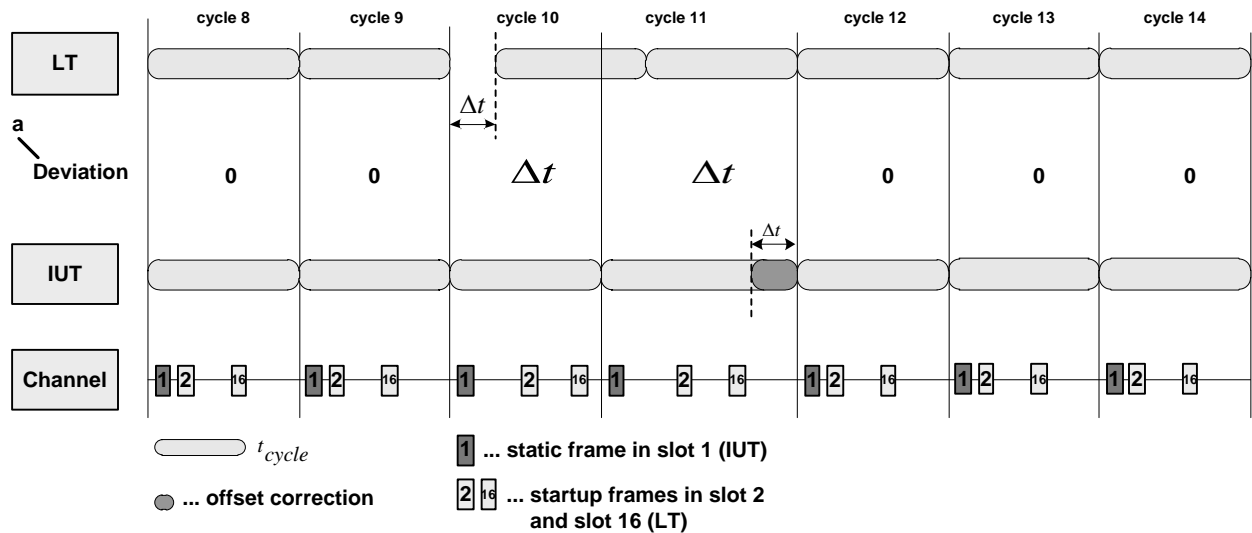 cycle 8 cycle 9 cycle 10 cycle 11 cycle 12 cycle 13 cycle 14
LT
Δt
a
Deviation 0 0 Δt Δt 0 0 0
Δt
IUT
Channel 1 2 16 1 2 16 1 2 16 1 2 16 1 2 16 1 2 16 1 2 16
t_cycle 1 ... static frame in slot 1 (IUT)
... offset correction 2 16 ... startup frames in slot 2
and slot 16 (LT)